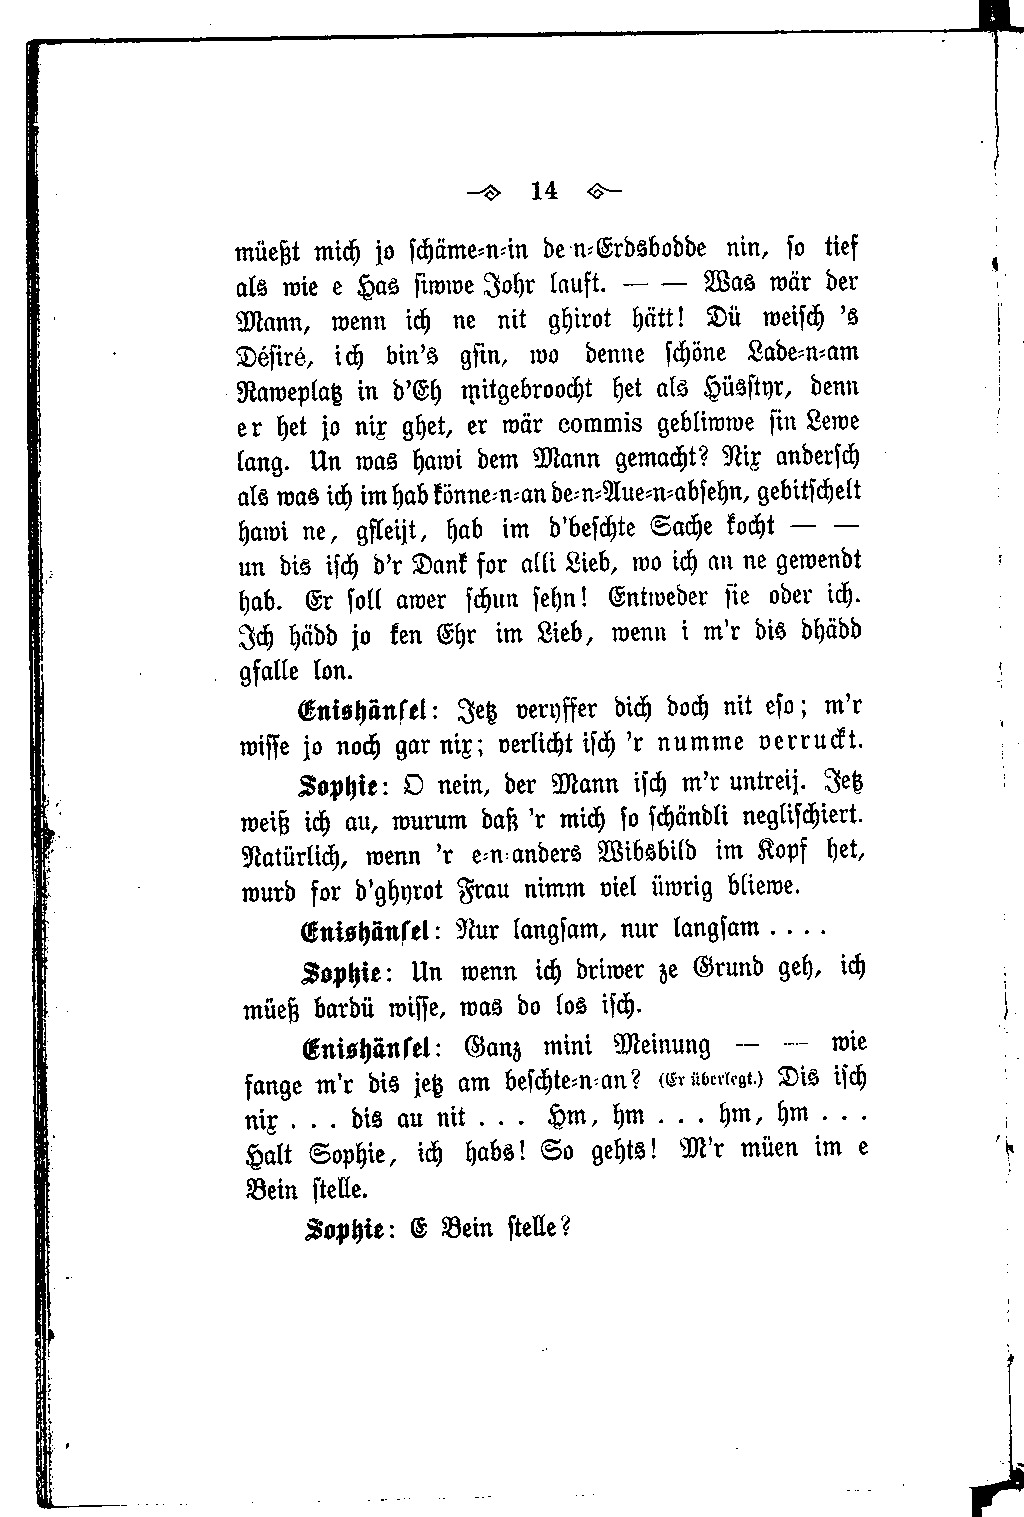 14
müeßt mich jo schäme-n-in de-n-Erdsbodde nin, so tief
als wie e Has siwwe Johr lauft. — — Was wär der
Mann, wenn ich ne nit ghirot hätt! Dü weisch 's
Désiré, ich bin's gsin, wo denne schöne Lade-n-am
Raweplatz in d'Eh mitgebroocht het als Hüsstyr, denn
er het jo nix ghet, er wär commis gebliwwe sin Lewe
lang. Un was hawi dem Mann gemacht? Nix andersch
als was ich im hab könne-n-an de-n-Aue-n-absehn, gebitschelt
hawi ne, gfleijt, hab im d'beschte Sache kocht — —
un dis isch d'r Dank for alli Lieb, wo ich an ne gewendt
hab. Er soll awer schun sehn! Entweder sie oder ich.
Ich hädd jo ken Ehr im Lieb, wenn i m'r dis dhädd
gfalle lon.
Enishänsel: Jetz veryffer dich doch nit eso; m'r
wisse jo noch gar nix; verlicht isch 'r numme verruckt.
Sophie: O nein, der Mann isch m'r untreij. Jetz
weiß ich au, wurum daß 'r mich so schändli neglischiert.
Natürlich, wenn 'r e-n-anders Wibsbild im Kopf het,
wurd for d'ghyrot Frau nimm viel üwrig bliewe.
Enishänsel: Nur langsam, nur langsam . . . .
Sophie: Un wenn ich driwer ze Grund geh, ich
müeß bardü wisse, was do los isch.
Enishänsel: Ganz mini Meinung — — wie
fange m'r dis jetz am beschte-n-an? (Er überlegt.) Dis isch
nix . . . dis au nit . . . Hm, hm . . . hm, hm . . .
Halt Sophie, ich habs! So gehts! M'r müen im e
Bein stelle.
Sophie: E Bein stelle?